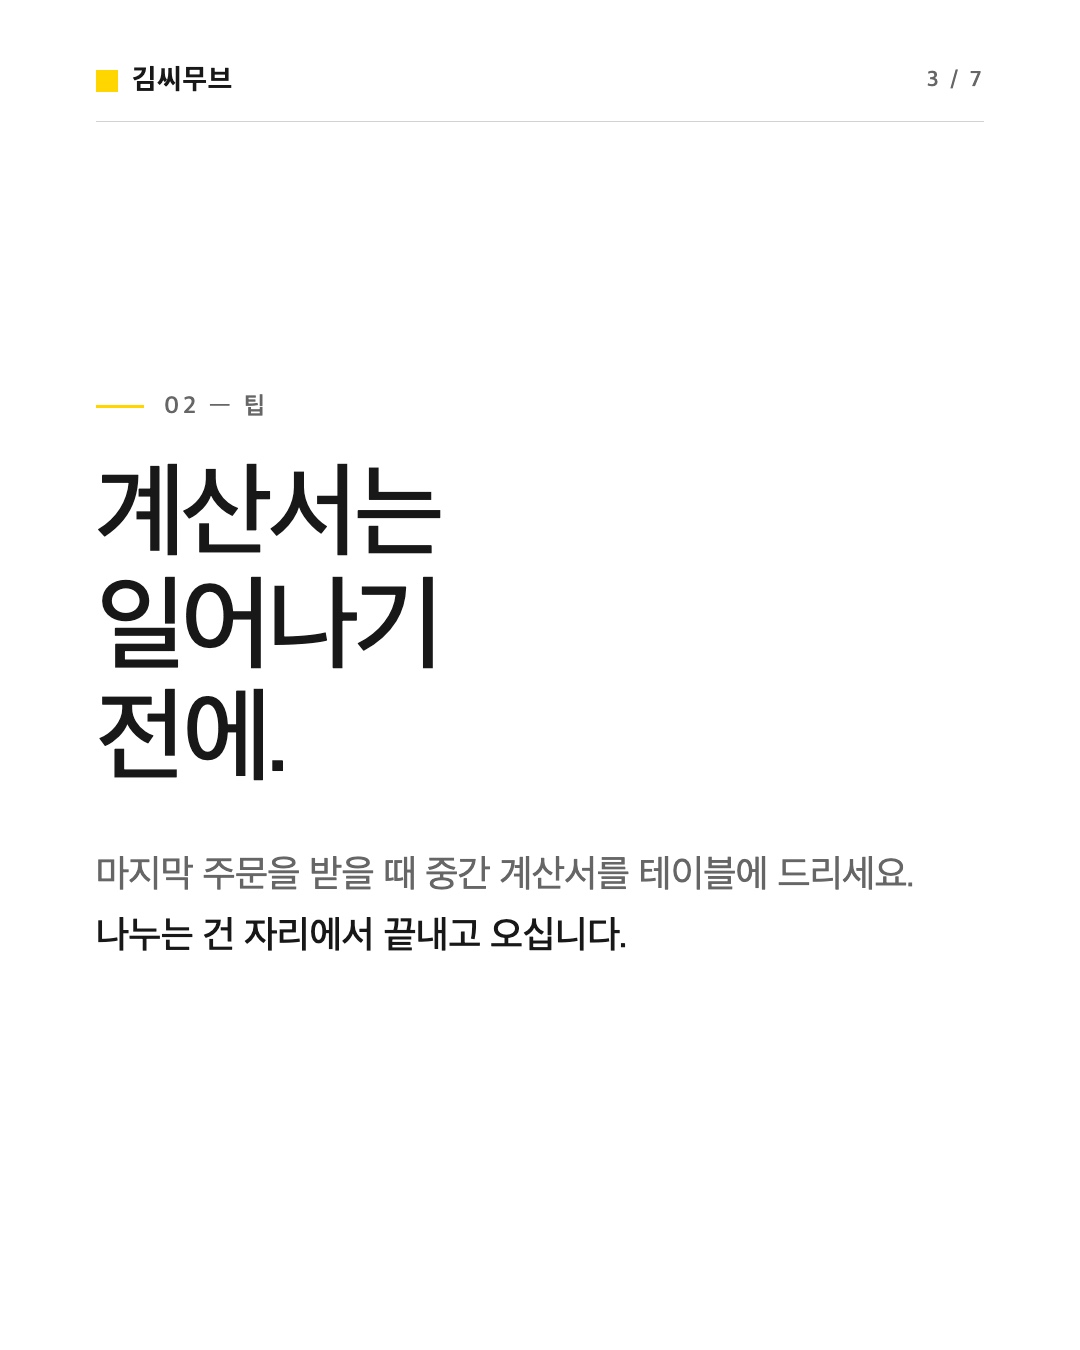 김씨무브
3 / 7
02 — 팁
계산서는
일어나기
전에.
마지막 주문을 받을 때 중간 계산서를 테이블에 드리세요.
나누는 건 자리에서 끝내고 오십니다.